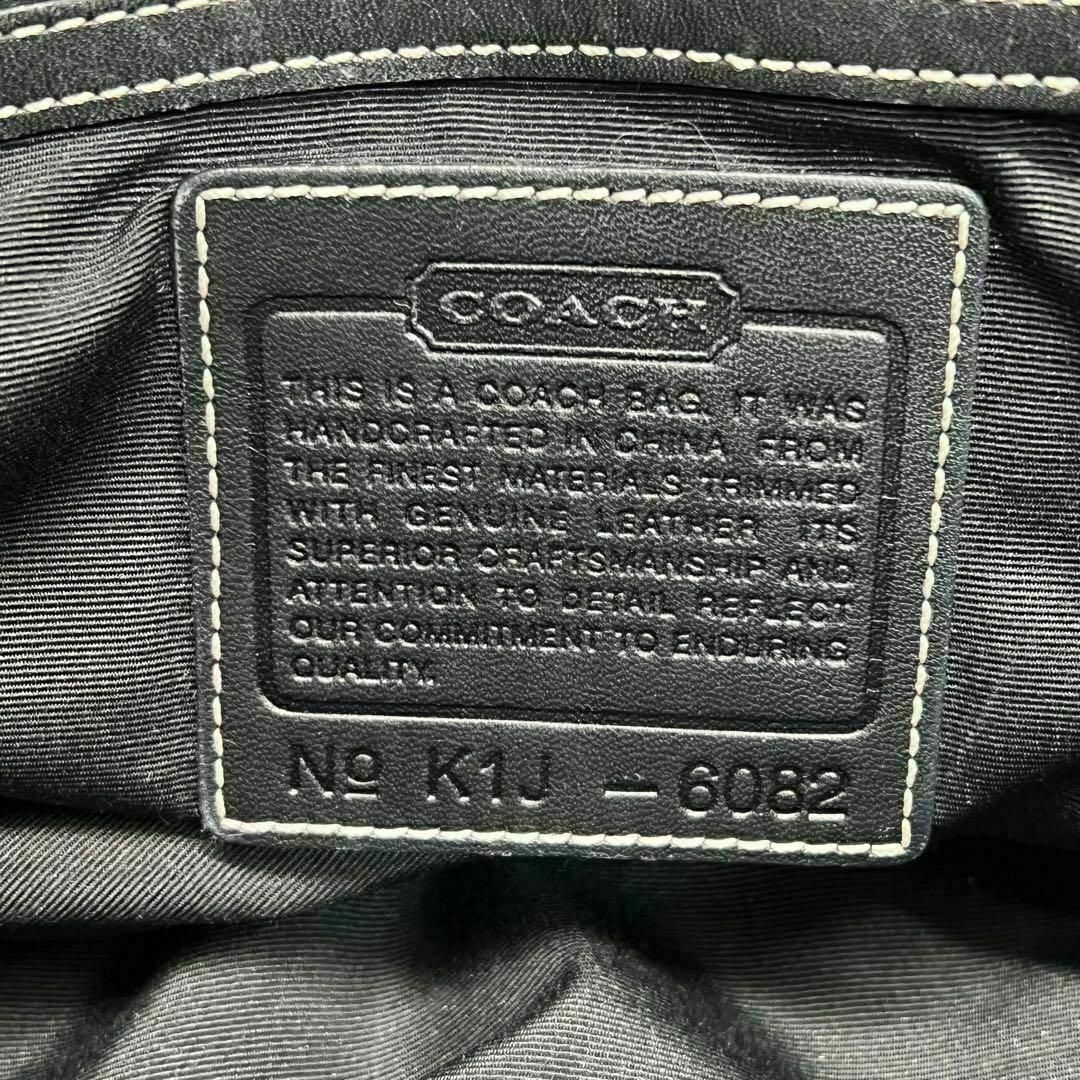 COACH
THIS IS A COACH BAG. IT WAS
HANDCRAFTED IN CHINA FROM
THE FINEST MATERIALS TRIMMED
WITH GENUINE LEATHER ITS
SUPERIOR CRAFTSMANSHIP AND
ATTENTION TO DETAIL REFLECT
OUR COMMITMENT TO ENDURING
QUALITY.
Nº K1J - 6082